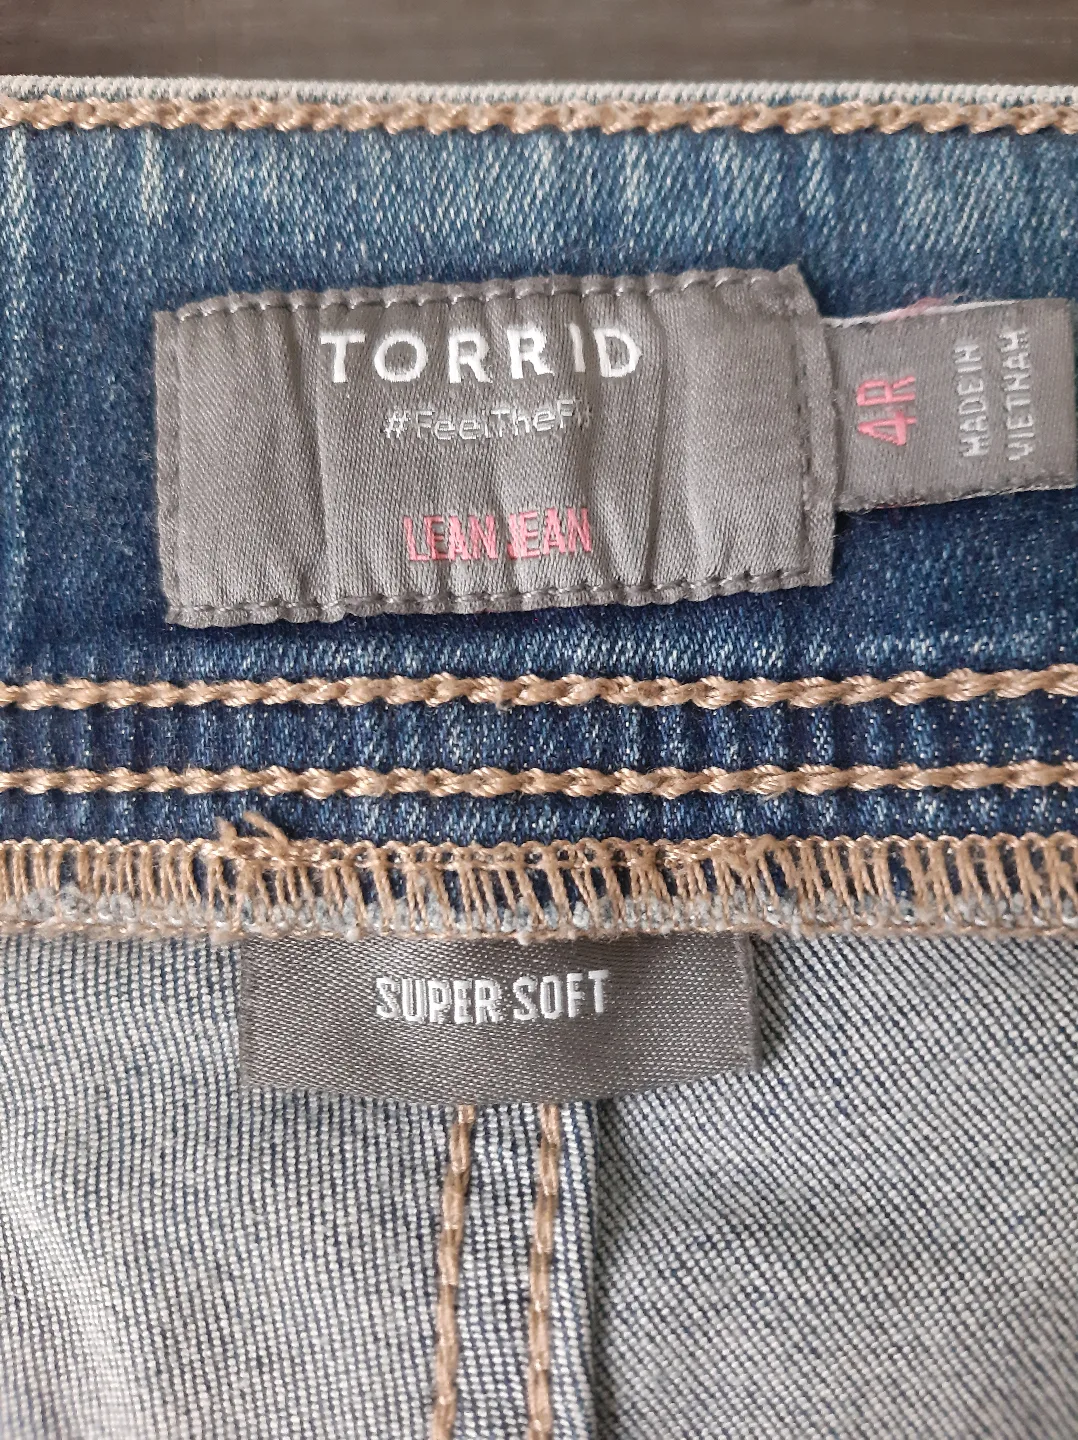 TORRID
#FeelTheFit
LEAN JEAN
4R
MADE IN
VIETNAM
SUPER SOFT